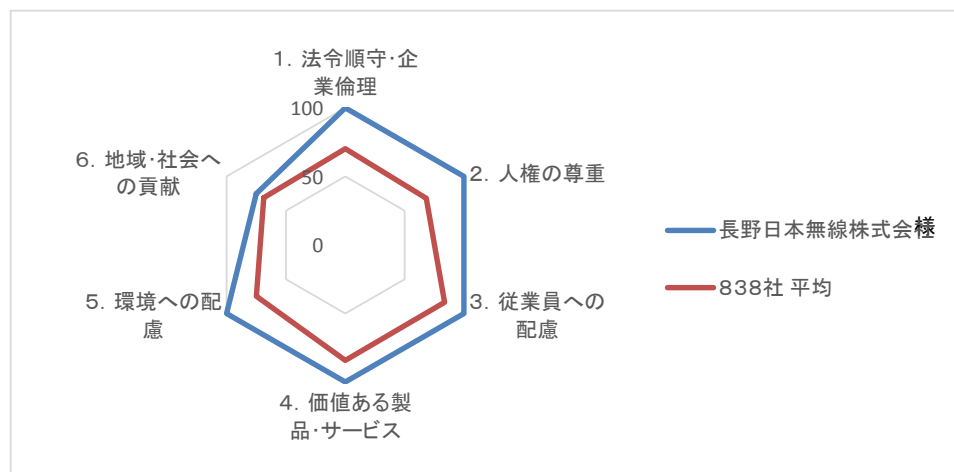 1．法令順守・企
業倫理
100
6．地域・社会へ
の貢献
50
2．人権の尊重
長野日本無線株式会様
0
838社 平均
5．環境への配
慮
3．従業員への
配慮
4．価値ある製
品・サービス